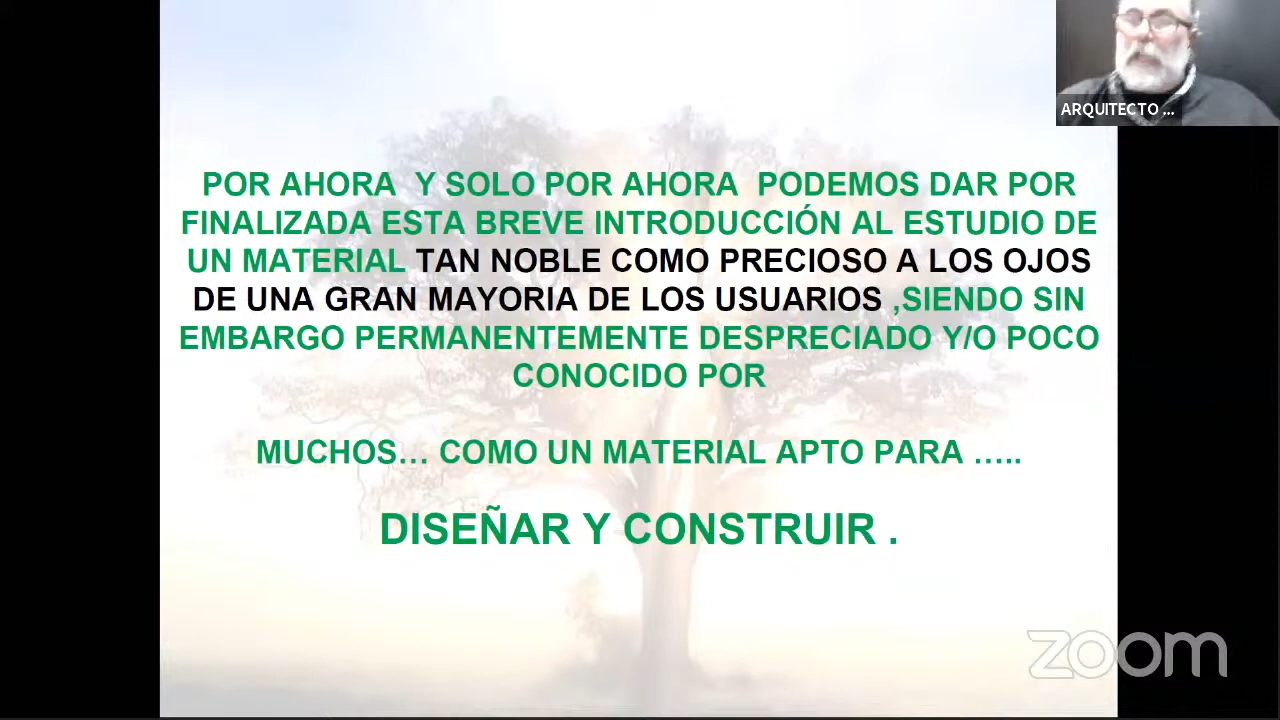 ARQUITECTO ...
POR AHORA Y SOLO POR AHORA PODEMOS DAR POR
FINALIZADA ESTA BREVE INTRODUCCIÓN AL ESTUDIO DE
UN MATERIAL TAN NOBLE COMO PRECIOSO A LOS OJOS
DE UNA GRAN MAYORIA DE LOS USUARIOS ,SIENDO SIN
EMBARGO PERMANENTEMENTE DESPRECIADO Y/O POCO
CONOCIDO POR
MUCHOS... COMO UN MATERIAL APTO PARA .....
DISEÑAR Y CONSTRUIR .
zoom